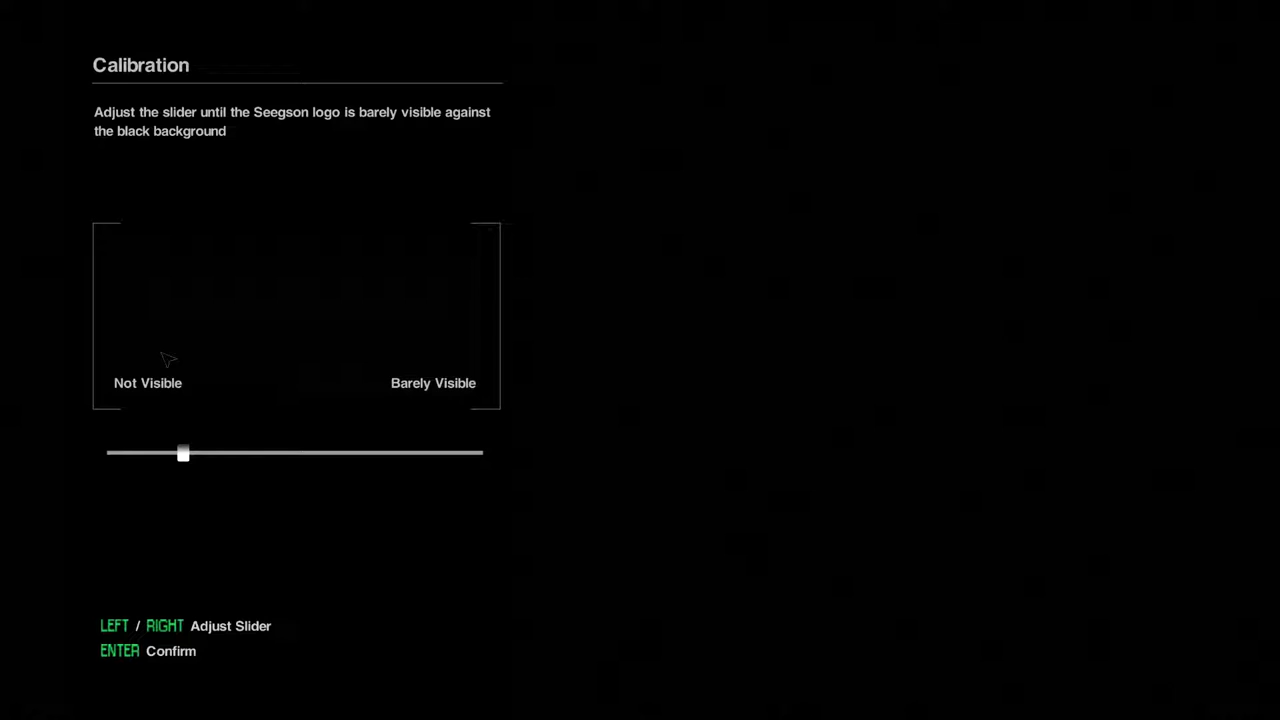 Calibration
Adjust the slider until the Seegson logo is barely visible against
the black background
Not Visible
Barely Visible
LEFT / RIGHT Adjust Slider
ENTER Confirm